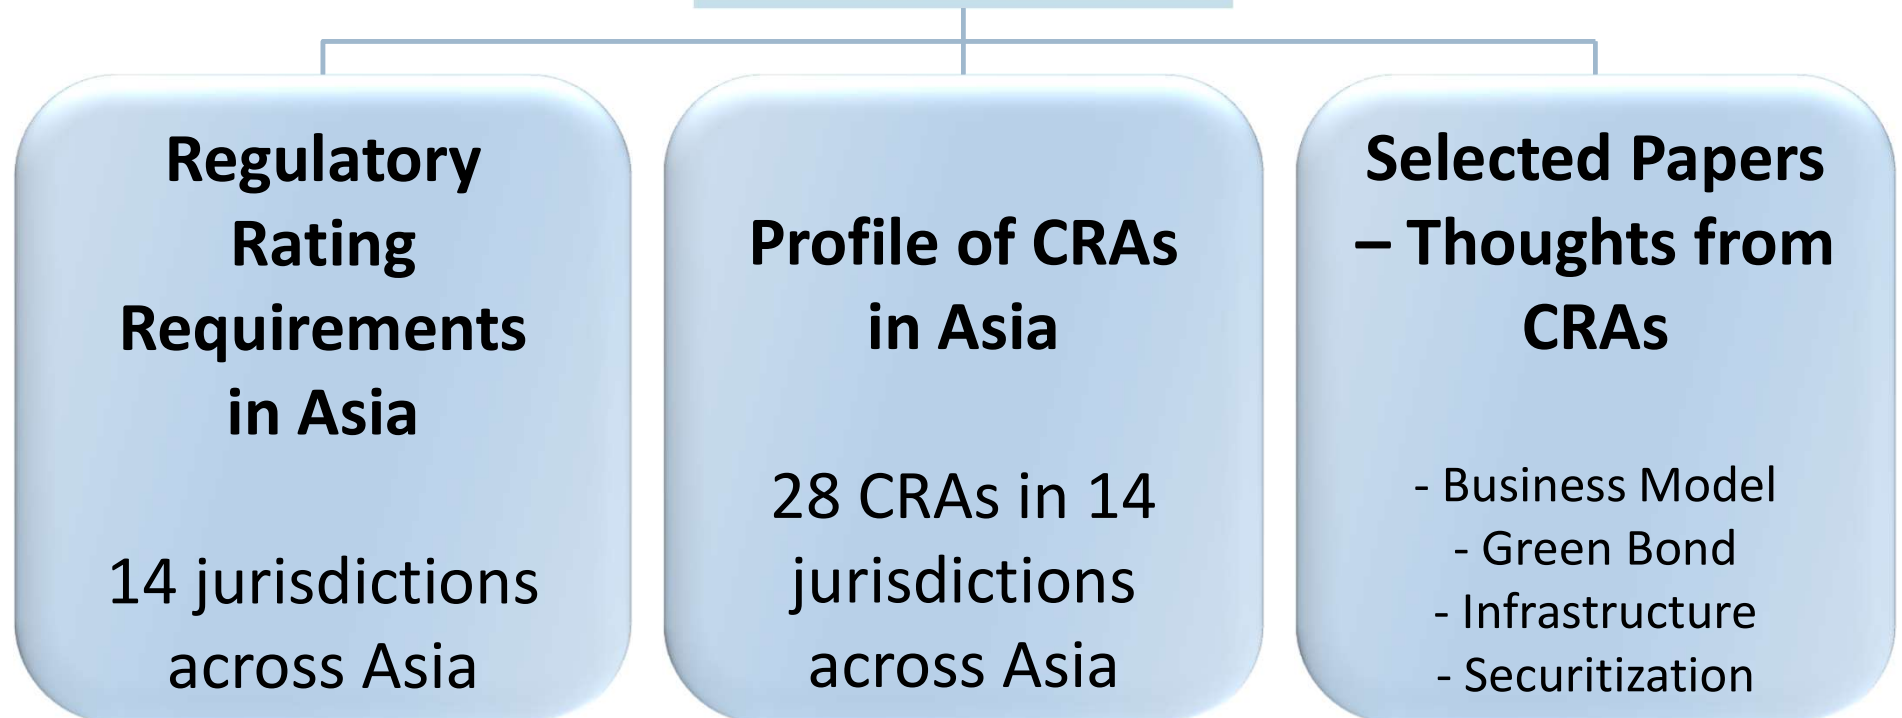 Regulatory
Rating
Requirements
in Asia
14 jurisdictions
across Asia
Profile of CRAs
in Asia
28 CRAs in 14
jurisdictions
across Asia
Selected Papers
– Thoughts from
CRAs
- Business Model
- Green Bond
- Infrastructure
- Securitization